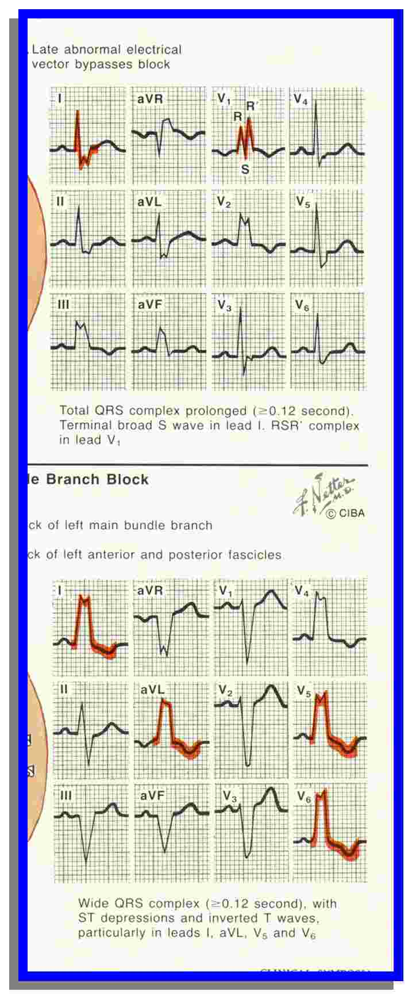 Late abnormal electrical
vector bypasses block
I
aVR
V1
R
R'
S
V4
II
aVL
V2
V5
III
aVF
V3
V6
Total QRS complex prolonged (≥0.12 second).
Terminal broad S wave in lead I. RSR' complex
in lead V1
le Branch Block
F. Netter
M.D.
© CIBA
ck of left main bundle branch
ck of left anterior and posterior fascicles
I
aVR
V1
V4
II
aVL
V2
V5
III
aVF
V3
V6
Wide QRS complex (≥0.12 second), with
ST depressions and inverted T waves,
particularly in leads I, aVL, V5 and V6